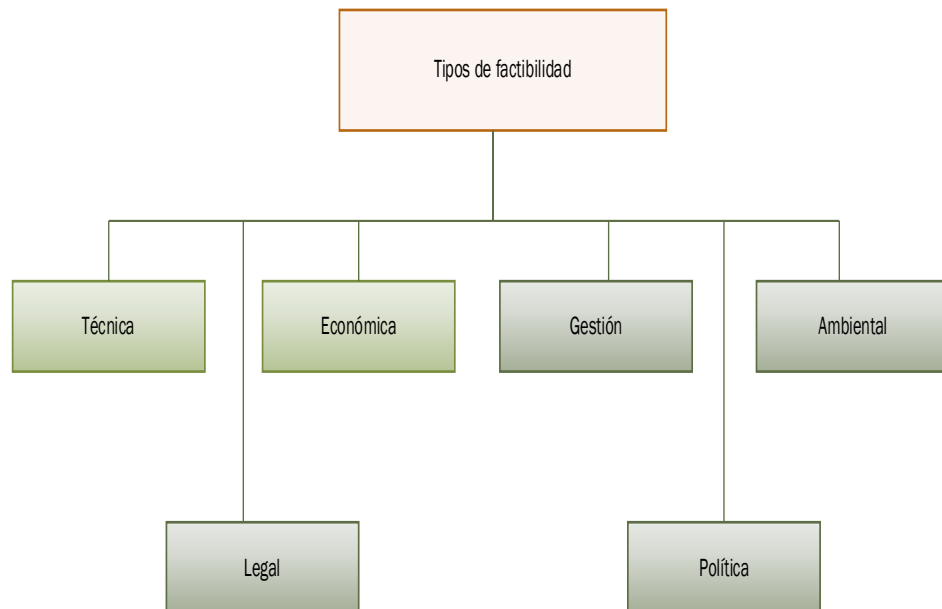 Tipos de factibilidad
Técnica
Económica
Gestión
Ambiental
Legal
Política